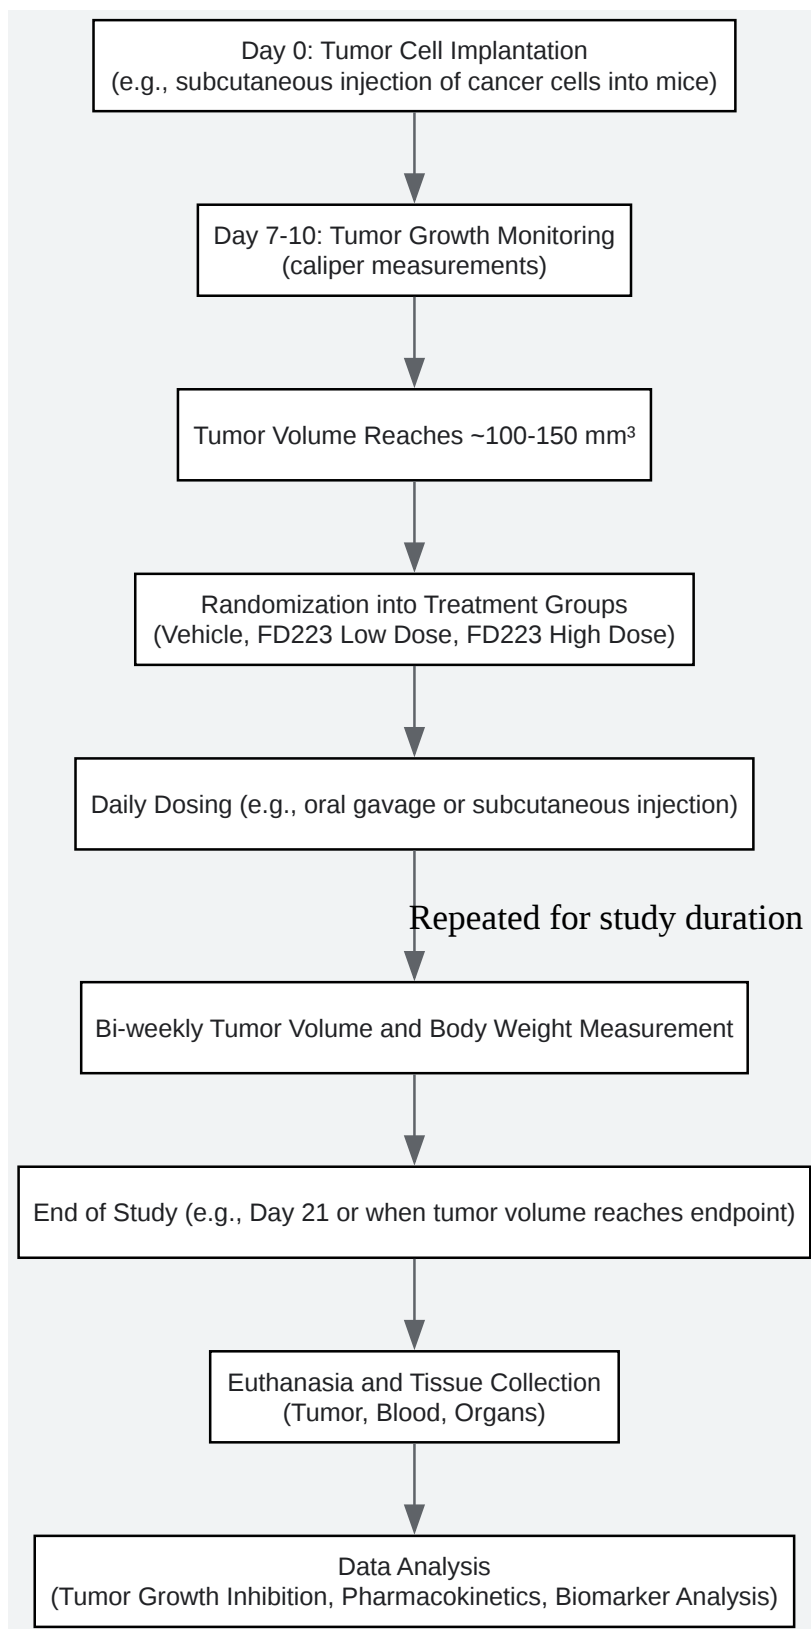 Day 0: Tumor Cell Implantation
(e.g., subcutaneous injection of cancer cells into mice)
Day 7-10: Tumor Growth Monitoring
(caliper measurements)
Tumor Volume Reaches ~100-150 mm³
Randomization into Treatment Groups
(Vehicle, FD223 Low Dose, FD223 High Dose)
Daily Dosing (e.g., oral gavage or subcutaneous injection)
Repeated for study duration
Bi-weekly Tumor Volume and Body Weight Measurement
End of Study (e.g., Day 21 or when tumor volume reaches endpoint)
Euthanasia and Tissue Collection
(Tumor, Blood, Organs)
Data Analysis
(Tumor Growth Inhibition, Pharmacokinetics, Biomarker Analysis)